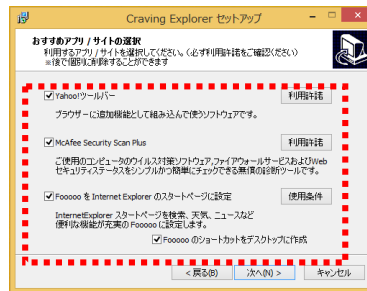 Craving Explorer セットアップ
おすすめアプリ / サイトの選択
利用するアプリ / サイトを選択してください。(必ず利用許諾をご確認ください)
※後で個別に削除することができます
Yahoo!ツールバー
利用許諾
ブラウザーに追加機能として組み込んで使うソフトウェアです。
McAfee Security Scan Plus
利用許諾
ご使用のコンピュータのウイルス対策ソフトウェア,ファイアウォールサービスおよびWeb
セキュリティステータスをシンプルかつ簡単にチェックできる無償の診断ツールです。
Fooooo を Internet Explorer のスタートページに設定
使用条件
InternetExplorer スタートページを検索、天気、ニュースなど
便利な機能が充実の Fooooo に設定します。
Fooooo のショートカットをデスクトップに作成
< 戻る(B)
次へ(N) >
キャンセル